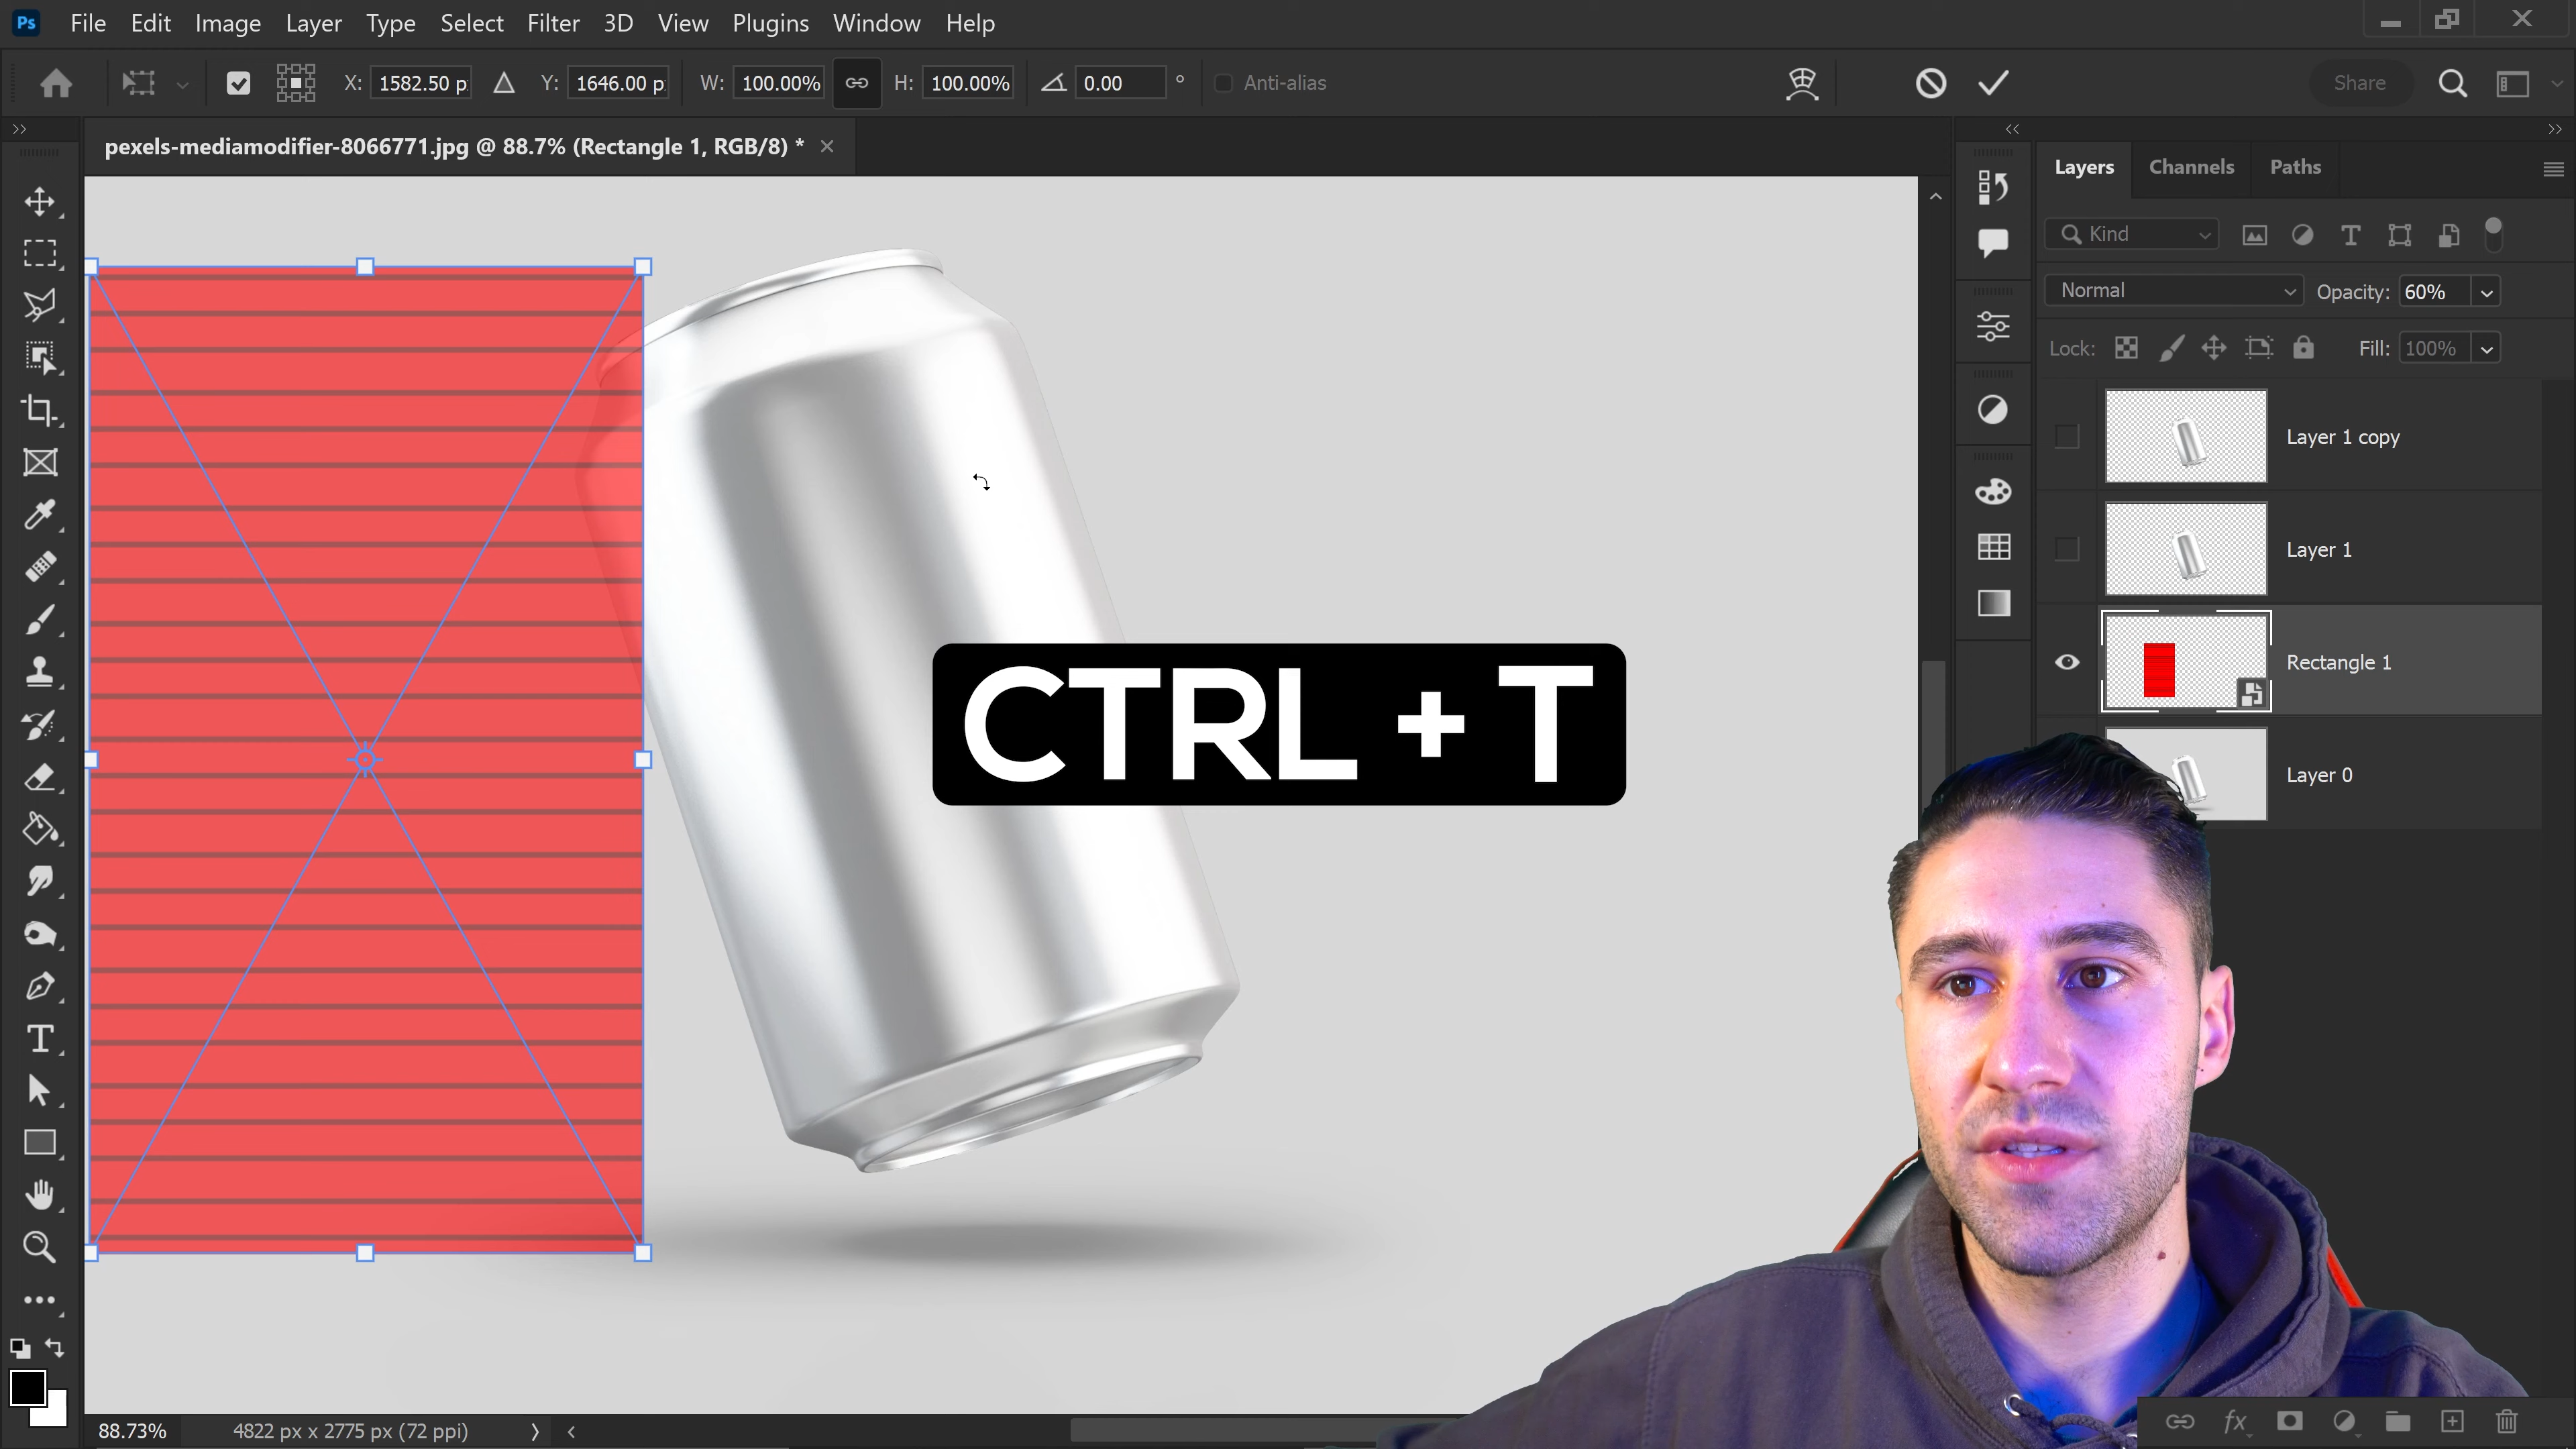 Ps File Edit Image Layer Type Select Filter 3D View Plugins Window Help
X: 1582.50 p Y: 1646.00 p W: 100.00% H: 100.00% 0.00 ° Anti-alias Share
pexels-mediamodifier-8066771.jpg @ 88.7% (Rectangle 1, RGB/8) * ×
Layers Channels Paths
Kind
Normal Opacity: 60%
Lock: Fill: 100%
Layer 1 copy
Layer 1
Rectangle 1
Layer 0
CTRL + T
88.73% 4822 px x 2775 px (72 ppi)
fx